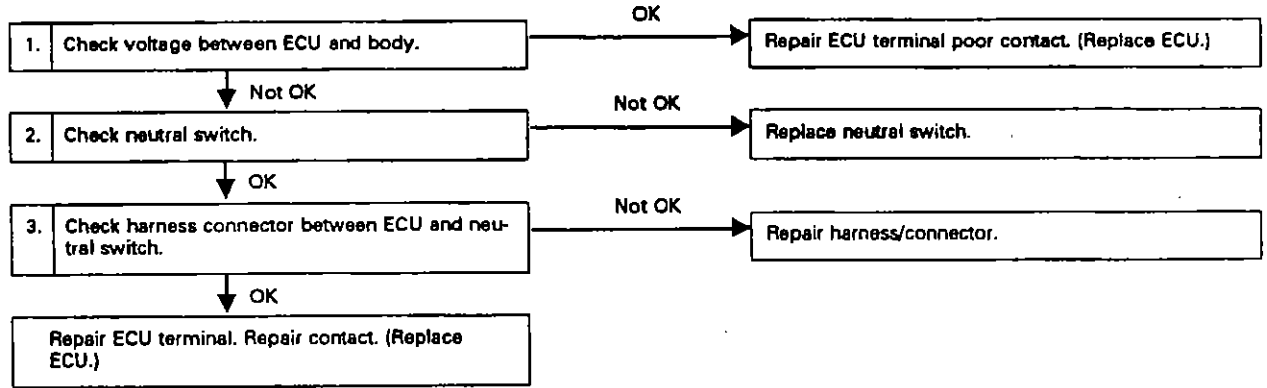 OK
1. Check voltage between ECU and body.
Repair ECU terminal poor contact. (Replace ECU.)
Not OK
2. Check neutral switch.
Not OK
Replace neutral switch.
OK
3. Check harness connector between ECU and neu-
tral switch.
Not OK
Repair harness/connector.
OK
Repair ECU terminal. Repair contact. (Replace
ECU.)